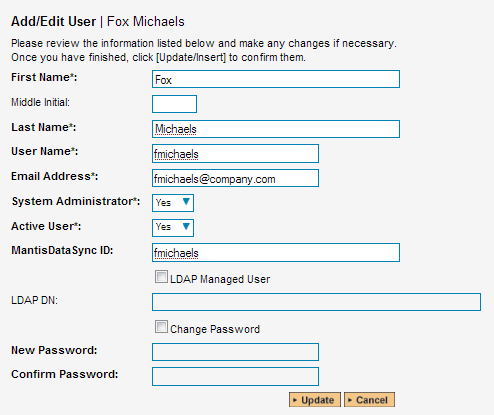 Add/Edit User | Fox Michaels
Please review the information listed below and make any changes if necessary.
Once you have finished, click [Update/Insert] to confirm them.
First Name*: Fox
Middle Initial:
Last Name*: Michaels
User Name*: fmichaels
Email Address*: fmichaels@company.com
System Administrator*: Yes
Active User*: Yes
MantisDataSync ID: fmichaels
LDAP Managed User
LDAP DN:
Change Password
New Password:
Confirm Password:
Update Cancel